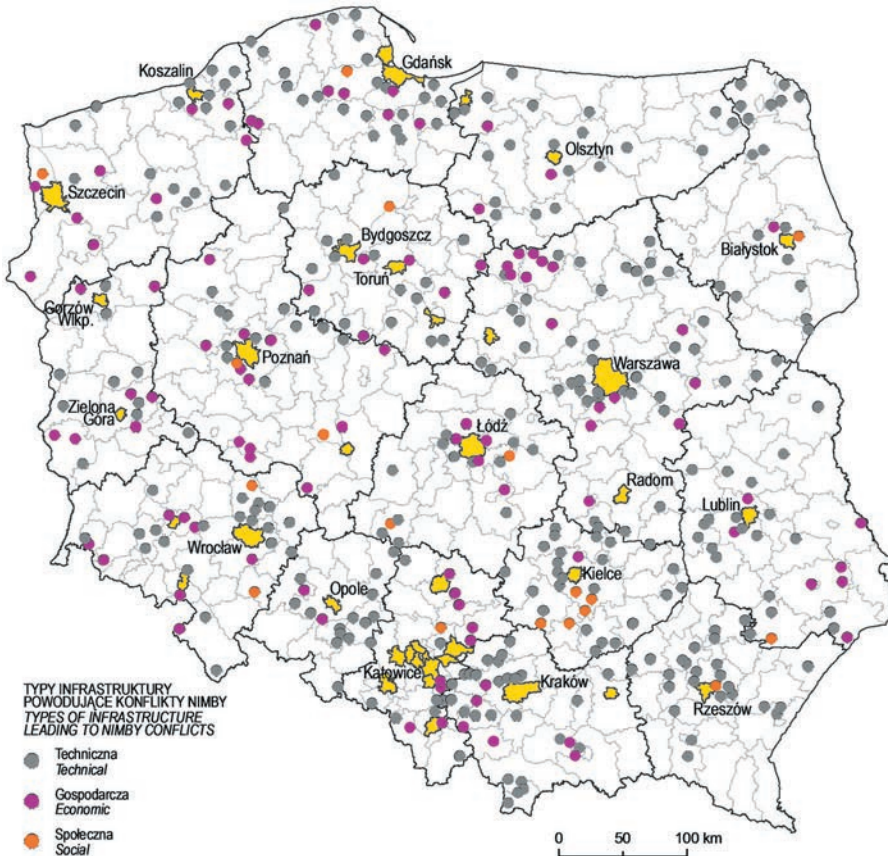 Gdańsk
Koszalin
Olsztyn
Szczecin
Bydgoszcz
Białystok
Toruń
Gorzów
Wlkp.
Poznań
Warszawa
Zielona
Góra
Łódź
Radom
Lublin
Wrocław
Kielce
Opole
Katowice
Kraków
Rzeszów
TYPY INFRASTRUKTURY
POWODUJĄCE KONFLIKTY NIMBY
TYPES OF INFRASTRUCTURE
LEADING TO NIMBY CONFLICTS
Techniczna
Technical
Gospodarcza
Economic
Społeczna
Social
0 50 100 km